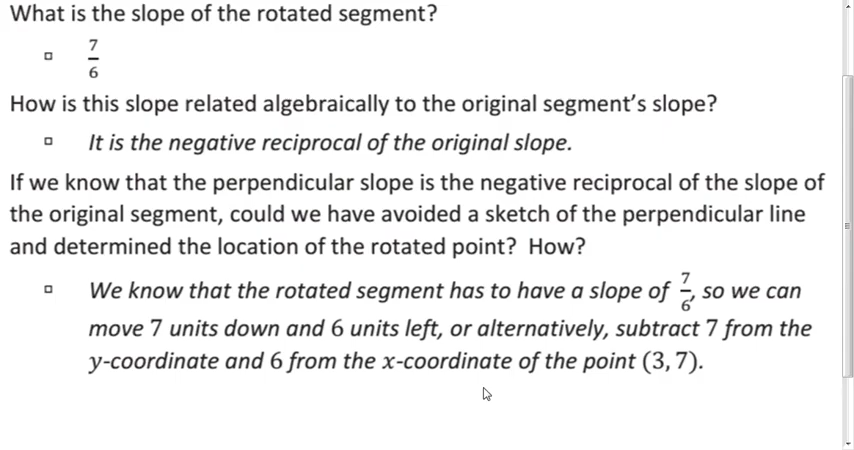 What is the slope of the rotated segment?
▫ 7/6
How is this slope related algebraically to the original segment's slope?
▫ It is the negative reciprocal of the original slope.
If we know that the perpendicular slope is the negative reciprocal of the slope of
the original segment, could we have avoided a sketch of the perpendicular line
and determined the location of the rotated point?  How?
▫ We know that the rotated segment has to have a slope of 7/6, so we can
move 7 units down and 6 units left, or alternatively, subtract 7 from the
y-coordinate and 6 from the x-coordinate of the point (3, 7).